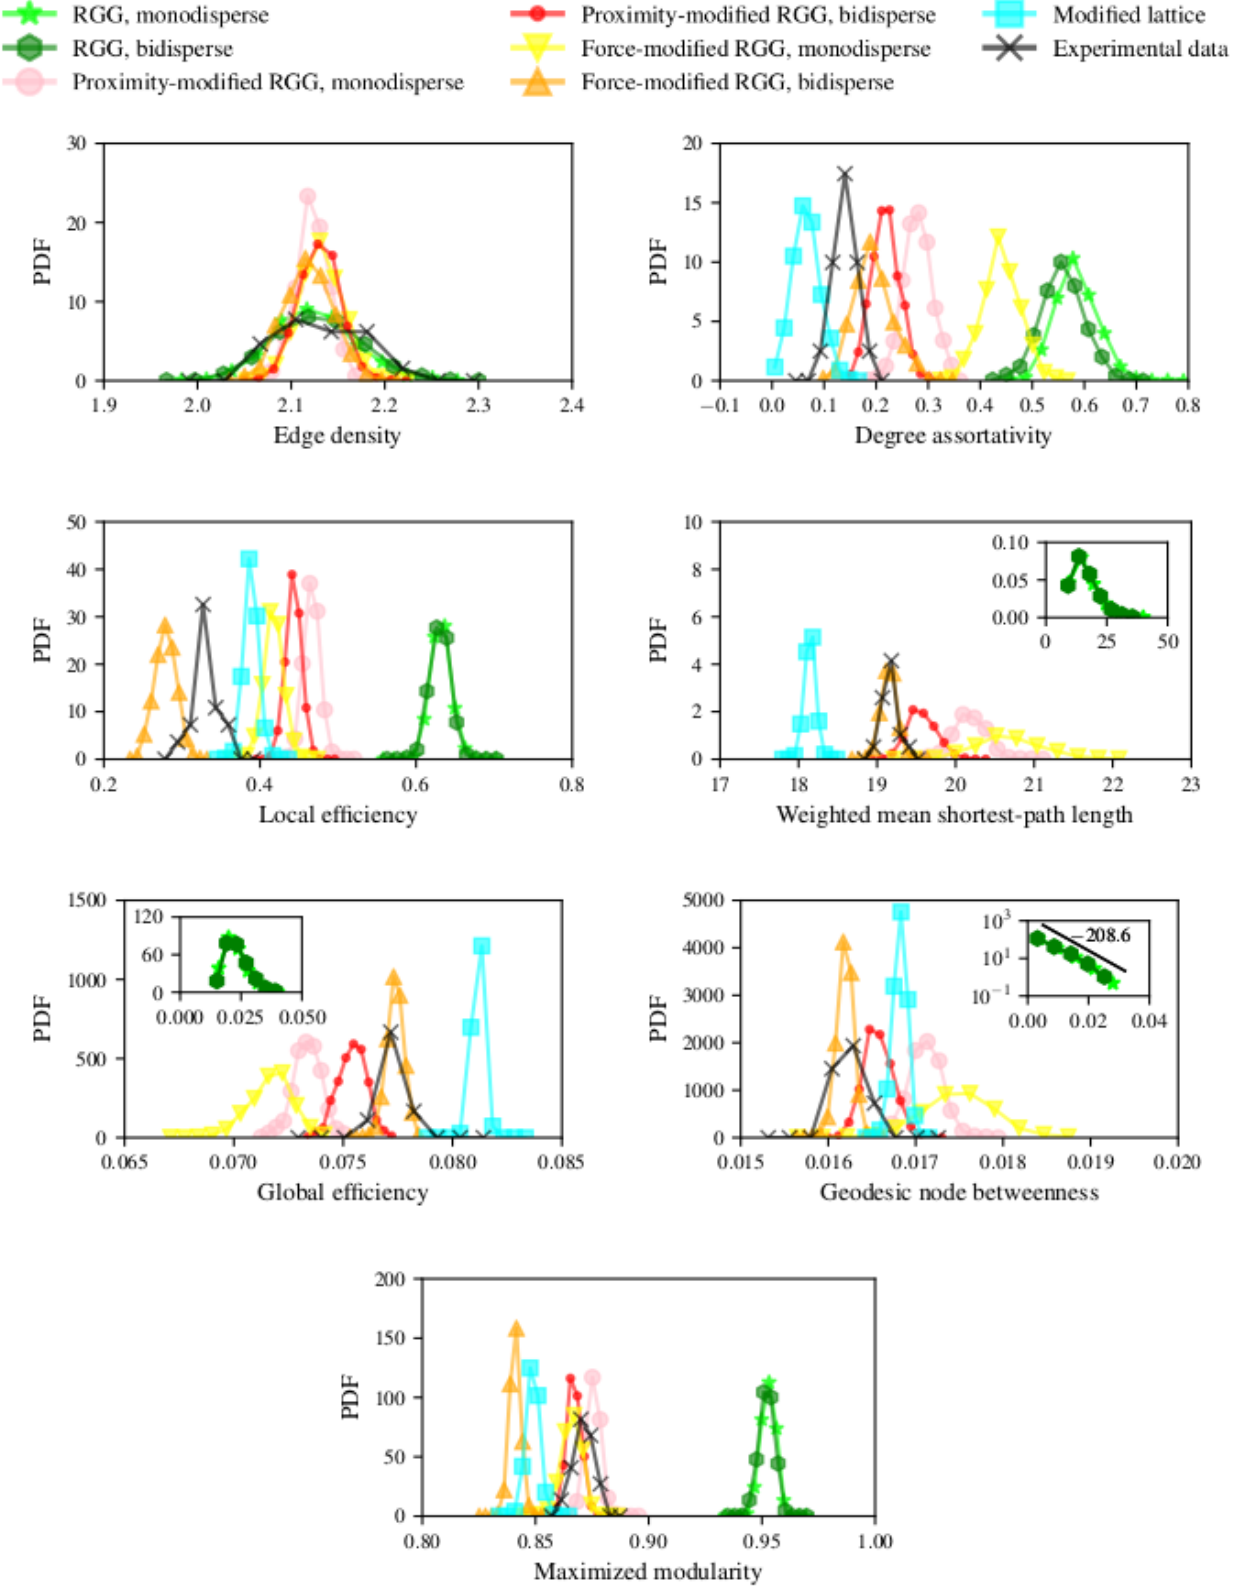 RGG, monodisperse
RGG, bidisperse
Proximity-modified RGG, monodisperse
Proximity-modified RGG, bidisperse
Force-modified RGG, monodisperse
Force-modified RGG, bidisperse
Modified lattice
Experimental data
30
20
10
0
PDF
1.9 2.0 2.1 2.2 2.3 2.4
Edge density
20
15
10
5
0
PDF
−0.1 0.0 0.1 0.2 0.3 0.4 0.5 0.6 0.7 0.8
Degree assortativity
50
40
30
20
10
0
PDF
0.2 0.4 0.6 0.8
Local efficiency
10
8
6
4
2
0
PDF
0.10
0.05
0.00
0 25 50
17 18 19 20 21 22 23
Weighted mean shortest-path length
1500
1000
500
0
PDF
120
60
0
0.000 0.025 0.050
0.065 0.070 0.075 0.080 0.085
Global efficiency
5000
4000
3000
2000
1000
0
PDF
10³
10¹
10⁻¹
−208.6
0.00 0.02 0.04
0.015 0.016 0.017 0.018 0.019 0.020
Geodesic node betweenness
200
150
100
50
0
PDF
0.80 0.85 0.90 0.95 1.00
Maximized modularity